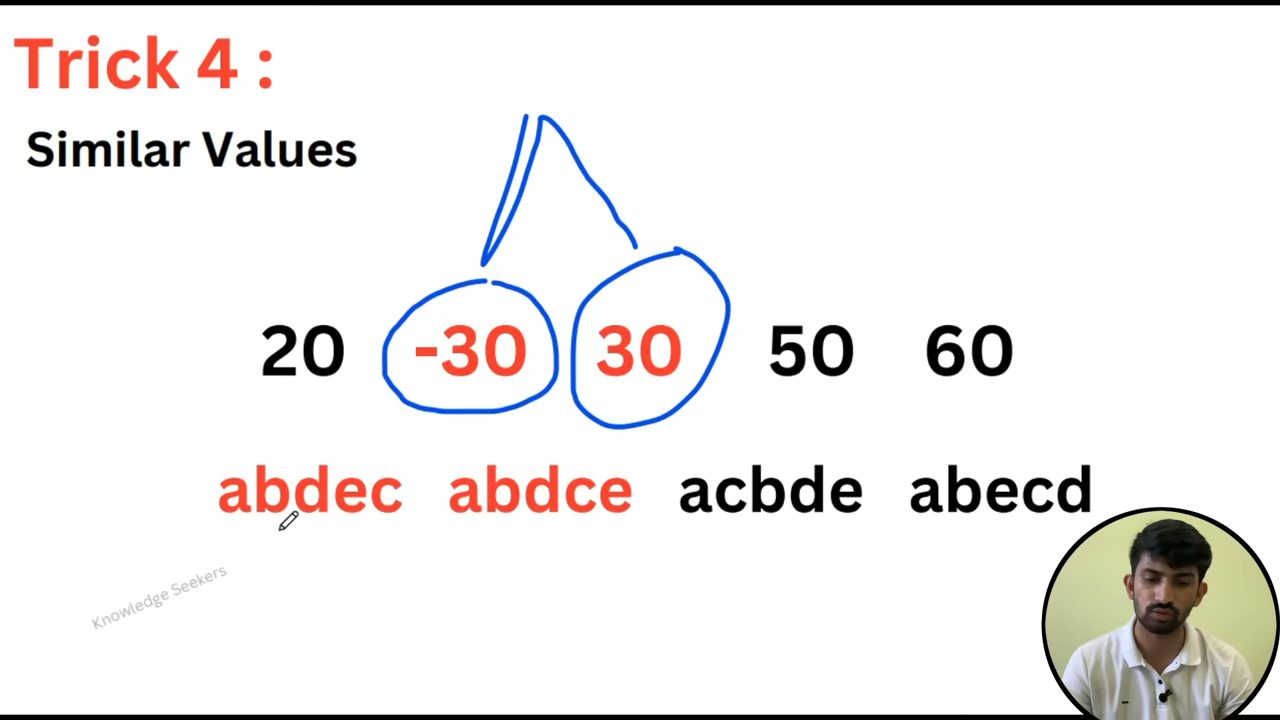 Trick 4 :
Similar Values
20 -30 30 50 60
abdec abdce acbde abecd
Knowledge Seekers